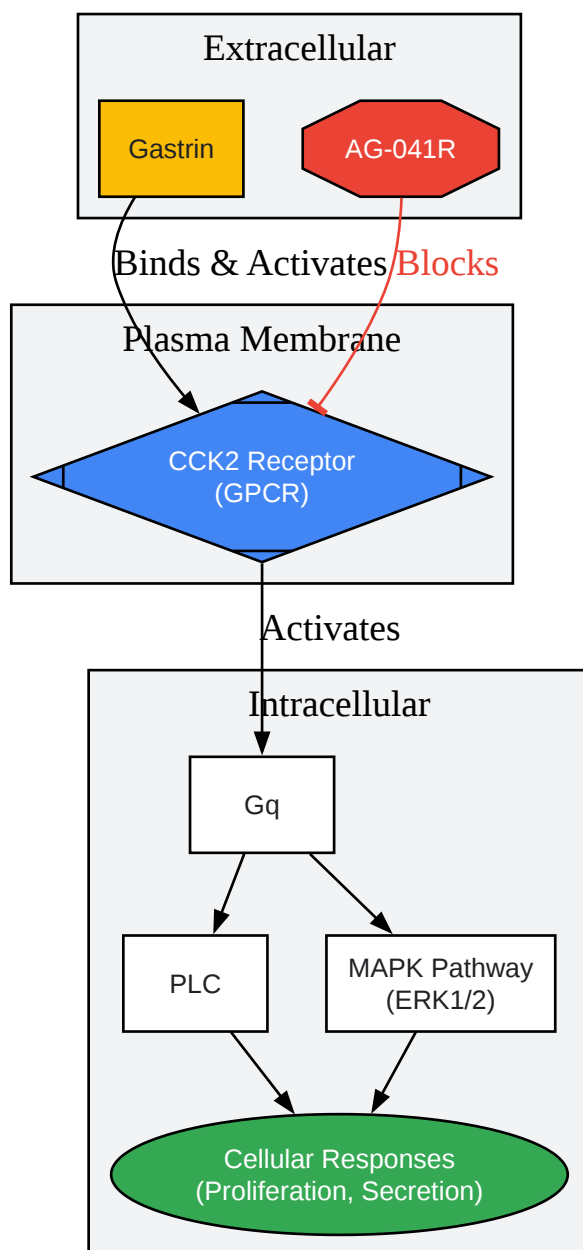 Extracellular
Gastrin
AG-041R
Binds & Activates
Blocks
Plasma Membrane
CCK2 Receptor
(GPCR)
Activates
Intracellular
Gq
PLC
MAPK Pathway
(ERK1/2)
Cellular Responses
(Proliferation, Secretion)